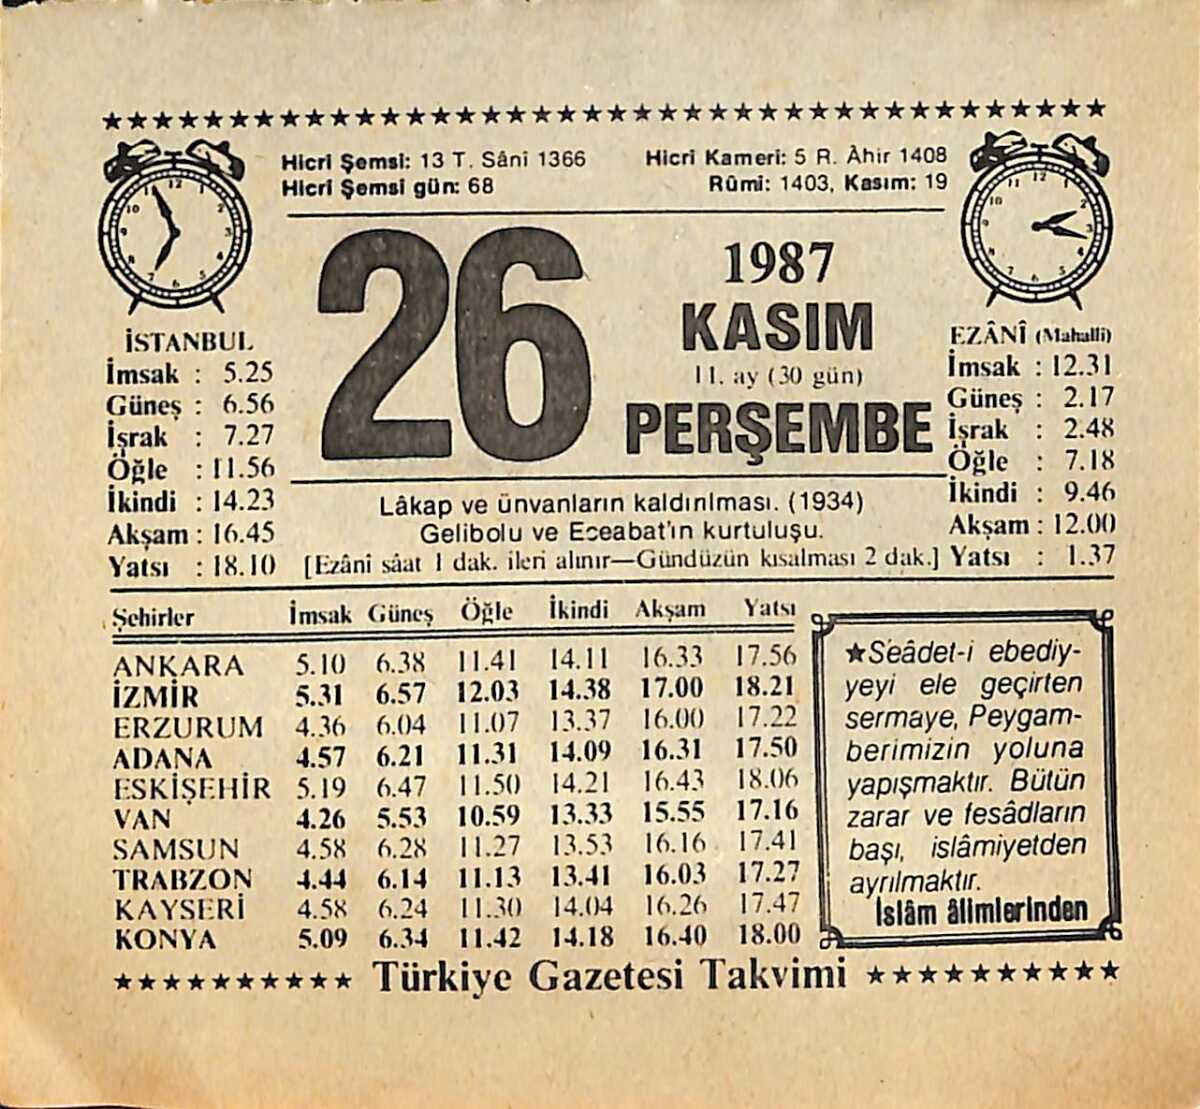 Hicri Şemsi: 13 T. Sâni 1366
Hicri Şemsi gün: 68
Hicri Kameri: 5 R. Âhir 1408
Rûmi: 1403, Kasım: 19
26
1987
KASIM
11. ay (30 gün)
PERŞEMBE
İSTANBUL
İmsak : 5.25
Güneş : 6.56
İşrak : 7.27
Öğle : 11.56
İkindi : 14.23
Akşam : 16.45
Yatsı : 18.10
EZÂNÎ (Mahalli)
İmsak : 12.31
Güneş : 2.17
İşrak : 2.48
Öğle : 7.18
İkindi : 9.46
Akşam : 12.00
Yatsı : 1.37
Lâkap ve ünvanların kaldırılması. (1934)
Gelibolu ve Eceabat'ın kurtuluşu.
[Ezâni sâat 1 dak. ileri alınır—Gündüzün kısalması 2 dak.]
Şehirler İmsak Güneş Öğle İkindi Akşam Yatsı
ANKARA 5.10 6.38 11.41 14.11 16.33 17.56
İZMİR 5.31 6.57 12.03 14.38 17.00 18.21
ERZURUM 4.36 6.04 11.07 13.37 16.00 17.22
ADANA 4.57 6.21 11.31 14.09 16.31 17.50
ESKİŞEHİR 5.19 6.47 11.50 14.21 16.43 18.06
VAN 4.26 5.53 10.59 13.33 15.55 17.16
SAMSUN 4.58 6.28 11.27 13.53 16.16 17.41
TRABZON 4.44 6.14 11.13 13.41 16.03 17.27
KAYSERİ 4.58 6.24 11.30 14.04 16.26 17.47
KONYA 5.09 6.34 11.42 14.18 16.40 18.00
★Seâdet-i ebediy-
yeyi ele geçirten
sermaye, Peygam-
berimizin yoluna
yapışmaktır. Bütün
zarar ve fesâdların
başı, islâmiyetden
ayrılmaktır.
İslâm âlimlerinden
Türkiye Gazetesi Takvimi